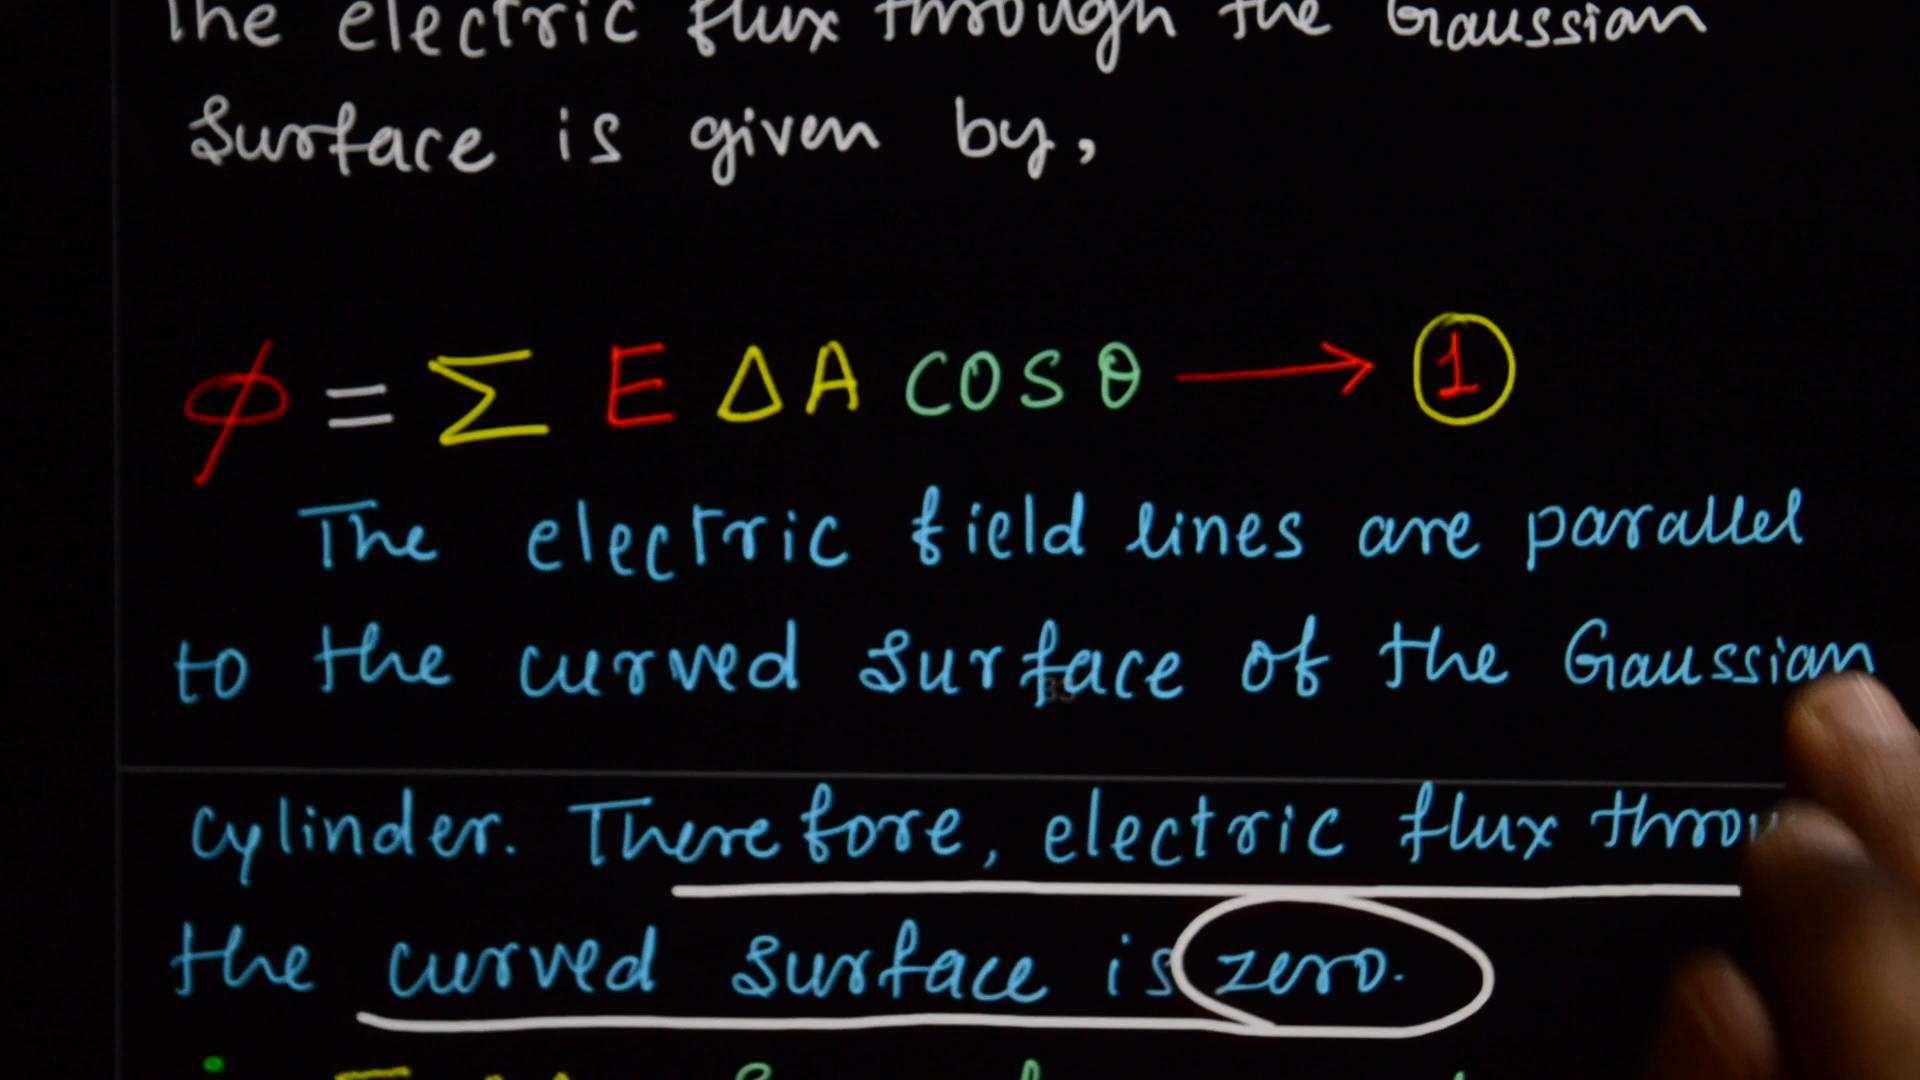 The electric flux through the Gaussian
Surface is given by,
ϕ = Σ E ΔA cos θ → 1
The electric field lines are parallel
to the curved surface of the Gaussian
cylinder. Therefore, electric flux
the curved surface is zero.